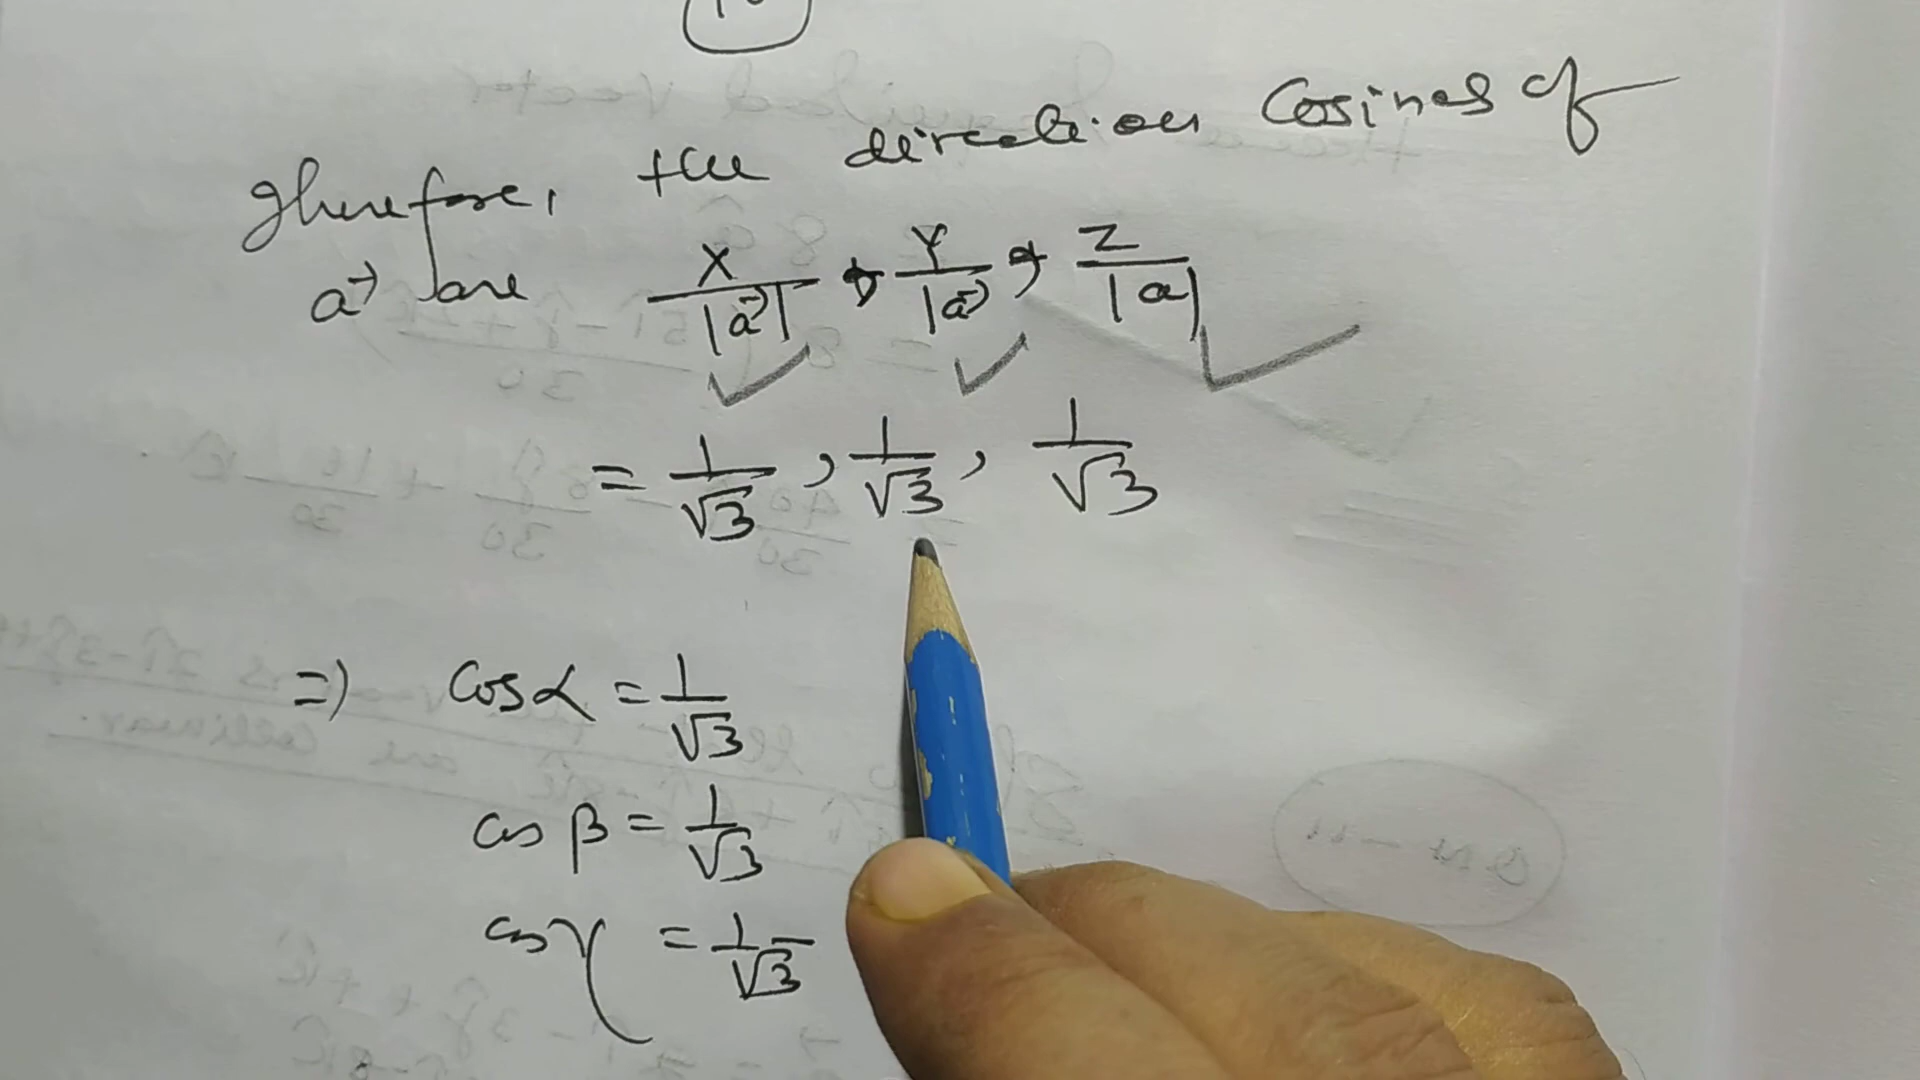 Therefore, the direction Cosines of
a⃗ are X/|a⃗| , Y/|a⃗| , Z/|a|
= 1/√3 , 1/√3 , 1/√3
=) Cos α = 1/√3
cos β = 1/√3
cos γ = 1/√3